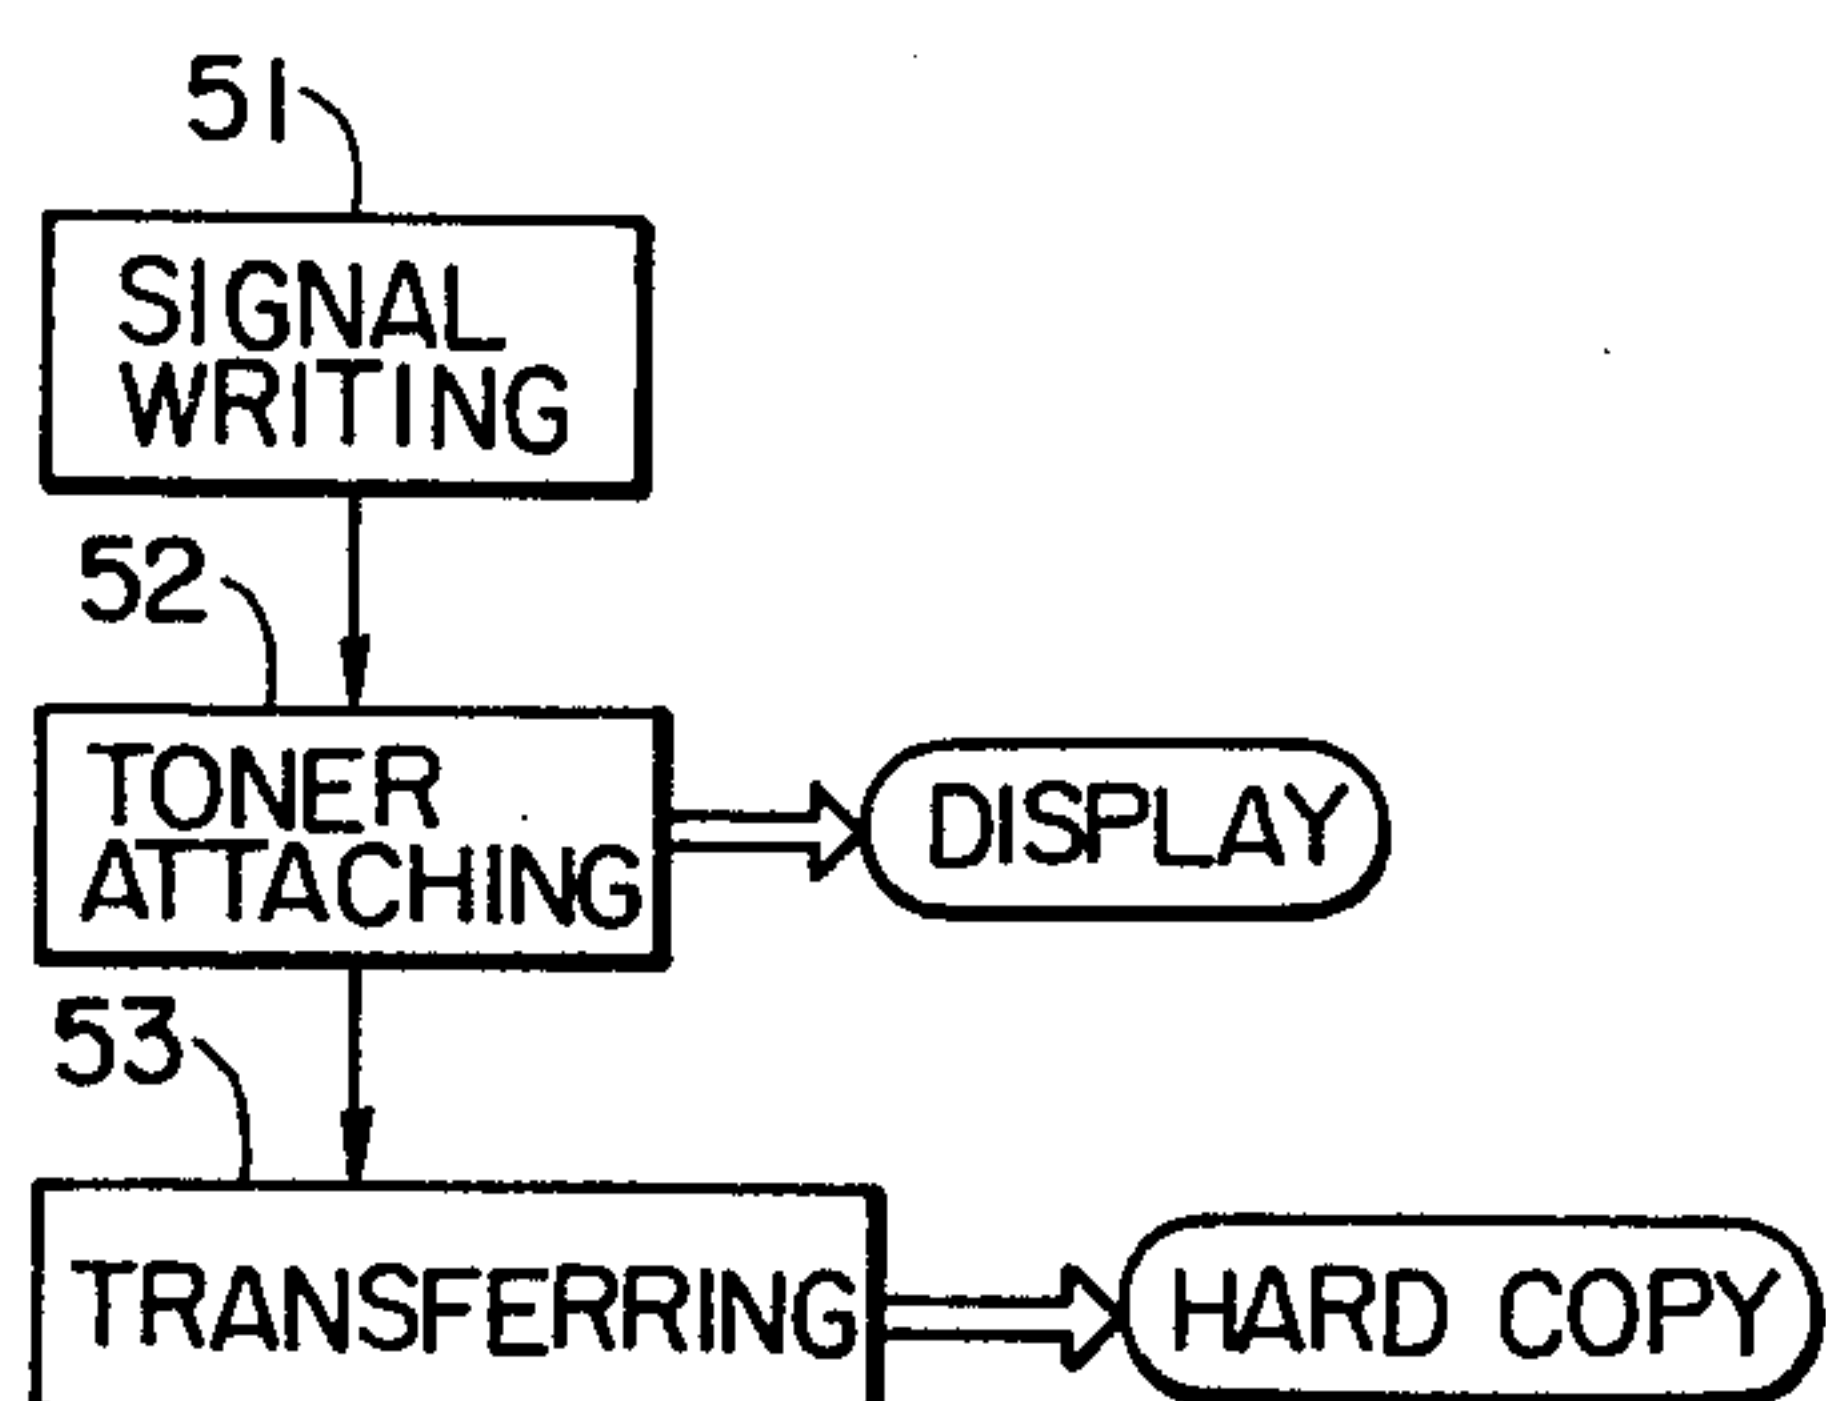 51
SIGNAL
WRITING
52
TONER
ATTACHING
DISPLAY
53
TRANSFERRING
HARD COPY